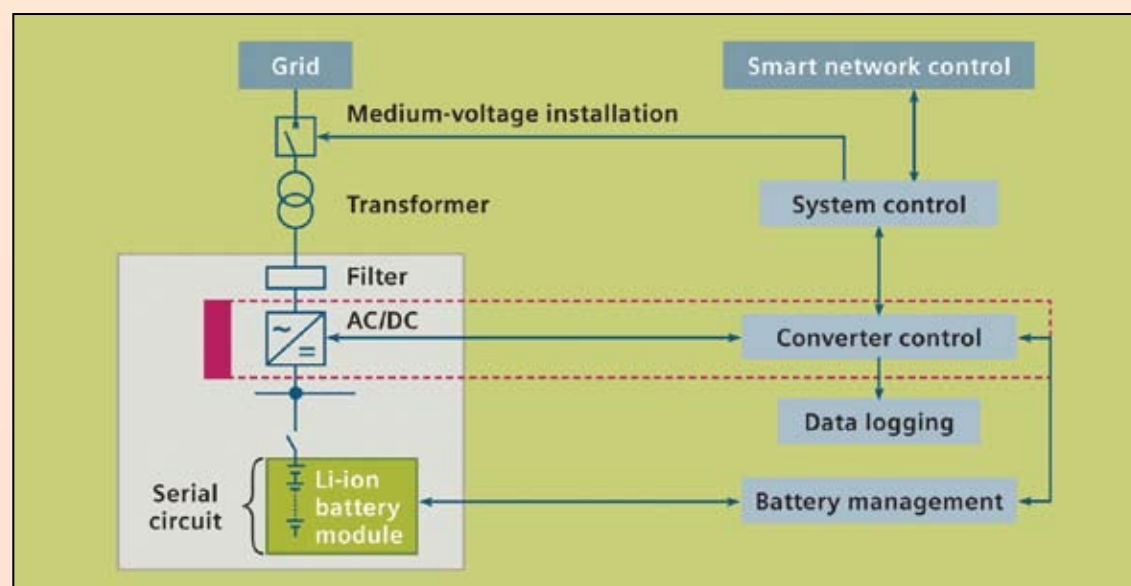 Grid
Smart network control
Medium-voltage installation
System control
Transformer
Filter
AC/DC
Converter control
Data logging
Serial
circuit
Li-ion
battery
module
Battery management